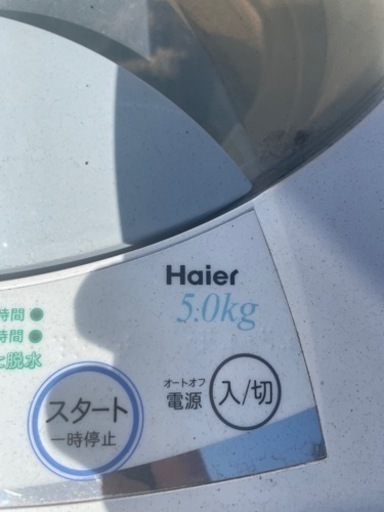 Haier
5.0kg
時間
時間
脱水
スタート
一時停止
オートオフ
電源
入/切